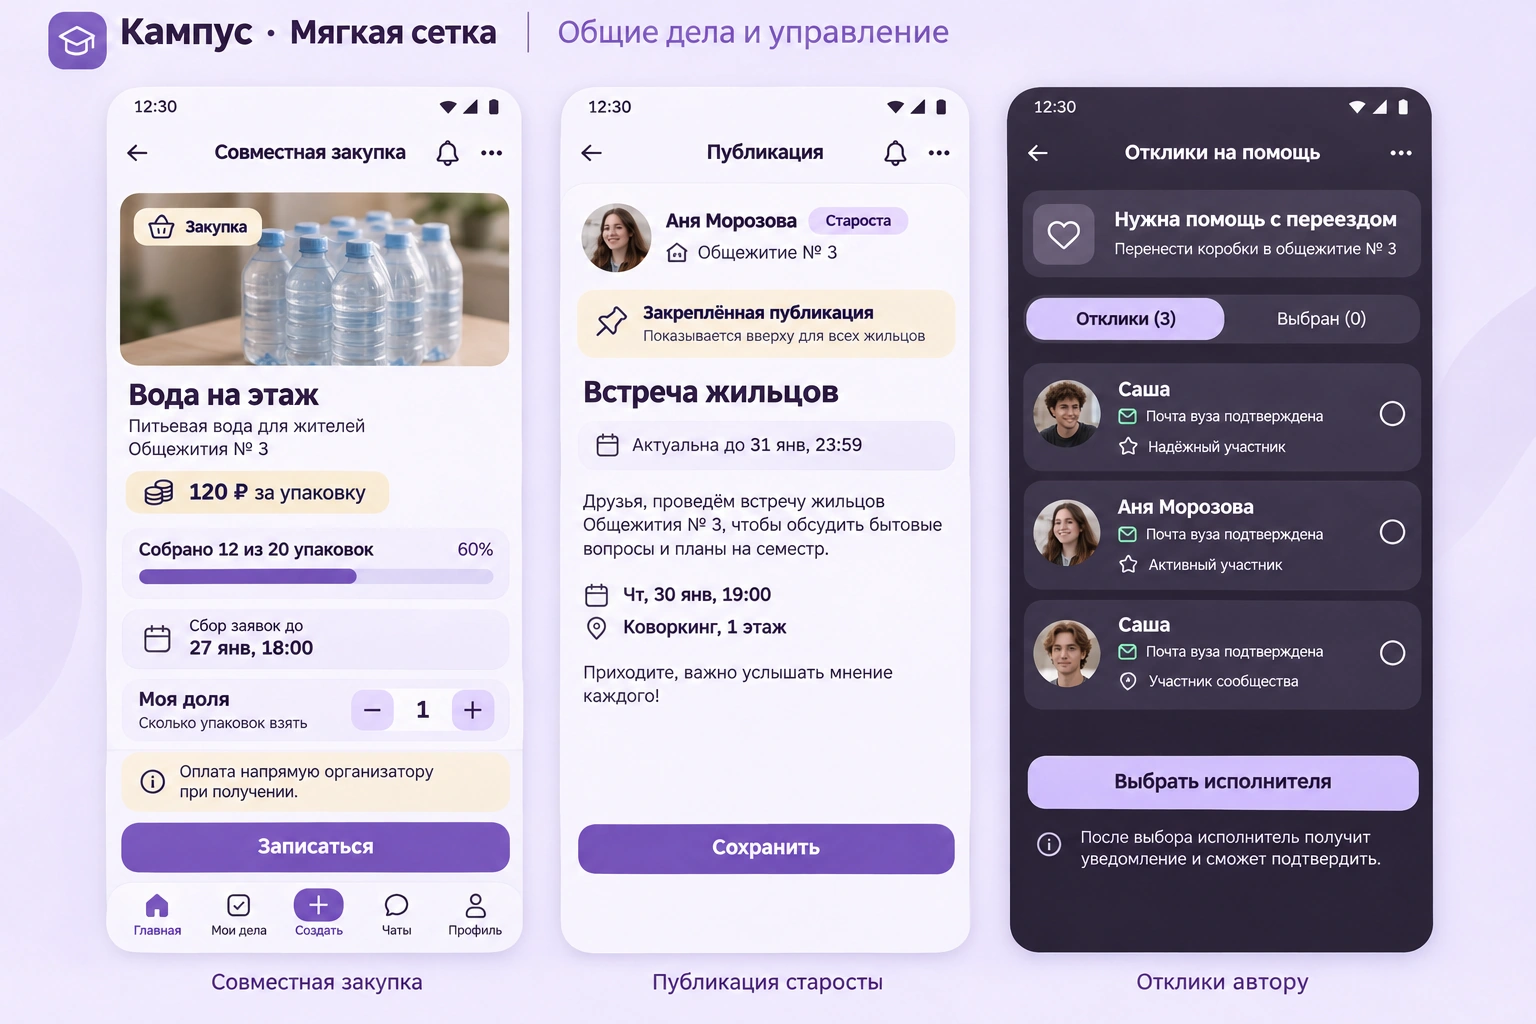 Кампус · Мягкая сетка
Общие дела и управление
12:30
Совместная закупка
Закупка
Вода на этаж
Питьевая вода для жителей
Общежития № 3
120 ₽ за упаковку
Собрано 12 из 20 упаковок
60%
Сбор заявок до
27 янв, 18:00
Моя доля
Сколько упаковок взять
− 1 +
Оплата напрямую организатору
при получении.
Записаться
Главная
Мои дела
Создать
Чаты
Профиль
Совместная закупка
12:30
Публикация
Аня Морозова
Староста
Общежитие № 3
Закреплённая публикация
Показывается вверху для всех жильцов
Встреча жильцов
Актуальна до 31 янв, 23:59
Друзья, проведём встречу жильцов
Общежития № 3, чтобы обсудить бытовые
вопросы и планы на семестр.
Чт, 30 янв, 19:00
Коворкинг, 1 этаж
Приходите, важно услышать мнение
каждого!
Сохранить
Публикация старосты
12:30
Отклики на помощь
Нужна помощь с переездом
Перенести коробки в общежитие № 3
Отклики (3)
Выбран (0)
Саша
Почта вуза подтверждена
Надёжный участник
Аня Морозова
Почта вуза подтверждена
Активный участник
Саша
Почта вуза подтверждена
Участник сообщества
Выбрать исполнителя
После выбора исполнитель получит
уведомление и сможет подтвердить.
Отклики автору